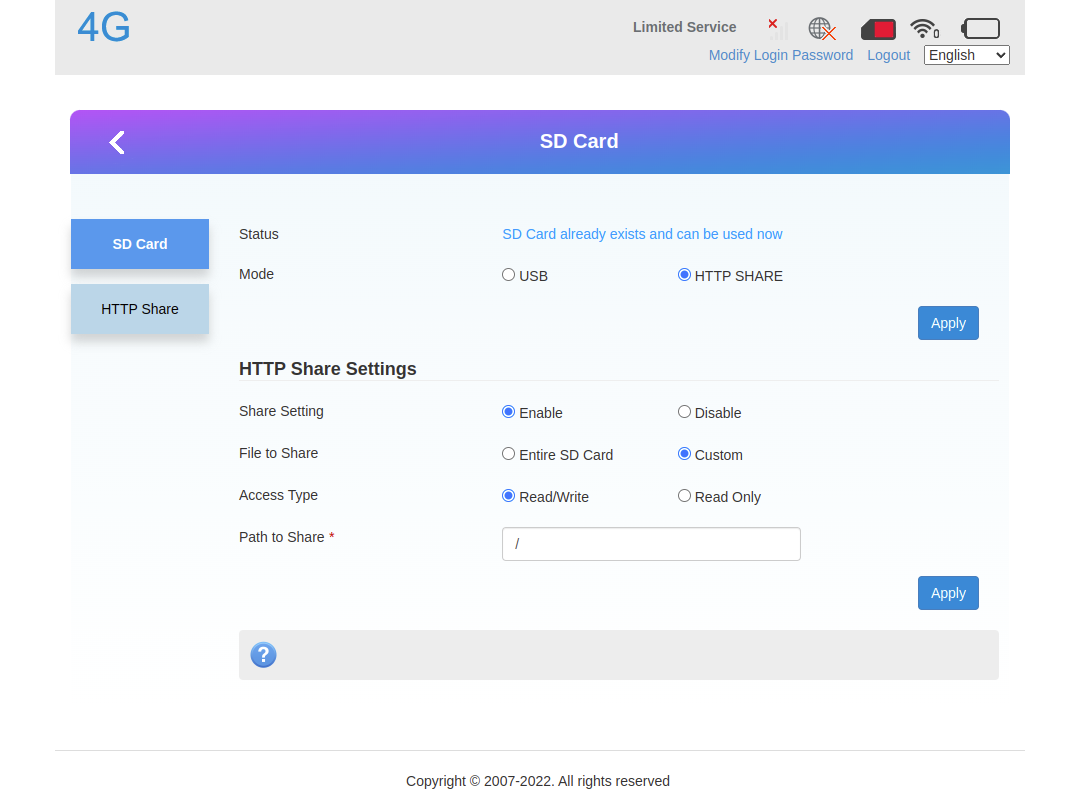 4G
Limited Service
Modify Login Password Logout English
SD Card
SD Card
HTTP Share
Status SD Card already exists and can be used now
Mode USB HTTP SHARE
Apply
HTTP Share Settings
Share Setting Enable Disable
File to Share Entire SD Card Custom
Access Type Read/Write Read Only
Path to Share * /
Apply
?
Copyright © 2007-2022. All rights reserved